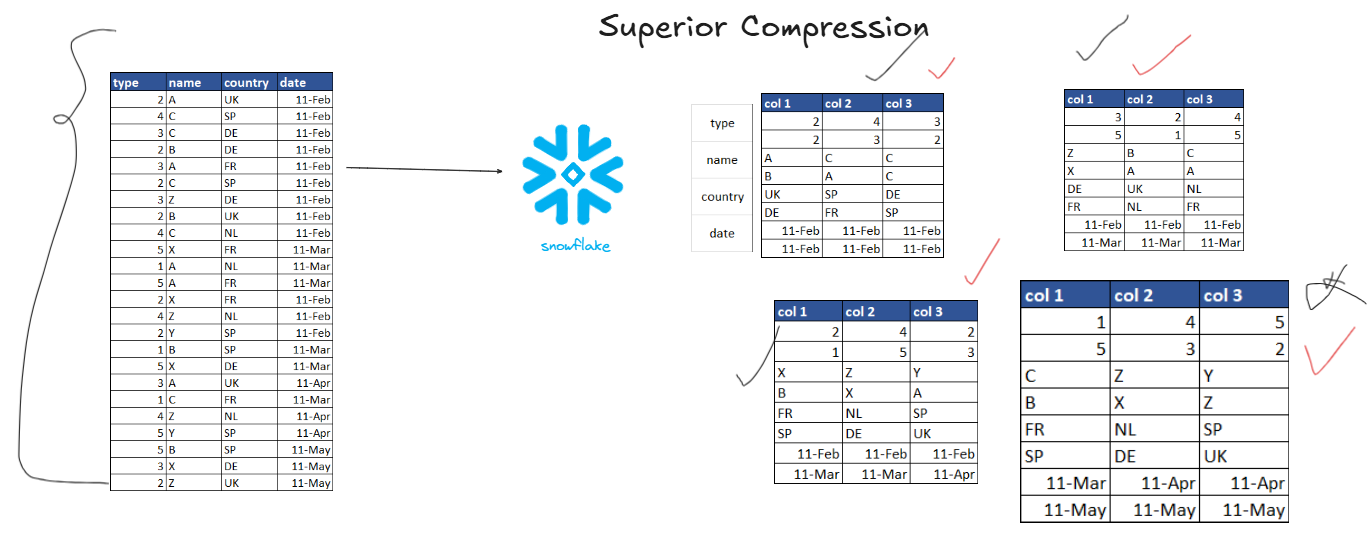 Superior Compression
type name country date
2 A UK 11-Feb
4 C SP 11-Feb
3 C DE 11-Feb
2 B DE 11-Feb
3 A FR 11-Feb
2 C SP 11-Feb
3 Z DE 11-Feb
2 B UK 11-Feb
4 C NL 11-Feb
5 X FR 11-Mar
1 A NL 11-Mar
5 A FR 11-Mar
2 X FR 11-Feb
4 Z NL 11-Feb
2 Y SP 11-Feb
1 B SP 11-Mar
5 X DE 11-Mar
3 A UK 11-Apr
1 C FR 11-Mar
4 Z NL 11-Apr
5 Y SP 11-Apr
5 B SP 11-May
3 X DE 11-May
2 Z UK 11-May
snowflake
type
name
country
date
col 1 col 2 col 3
2 4 3
2 3 2
A C C
B A C
UK SP DE
DE FR SP
11-Feb 11-Feb 11-Feb
11-Feb 11-Feb 11-Feb
col 1 col 2 col 3
3 2 4
5 1 5
Z B C
X A A
DE UK NL
FR NL FR
11-Feb 11-Feb 11-Feb
11-Mar 11-Mar 11-Mar
col 1 col 2 col 3
2 4 2
1 5 3
X Z Y
B X A
FR NL SP
SP DE UK
11-Feb 11-Feb 11-Feb
11-Mar 11-Mar 11-Apr
col 1 col 2 col 3
1 4 5
5 3 2
C Z Y
B X Z
FR NL SP
SP DE UK
11-Mar 11-Apr 11-Apr
11-May 11-May 11-May